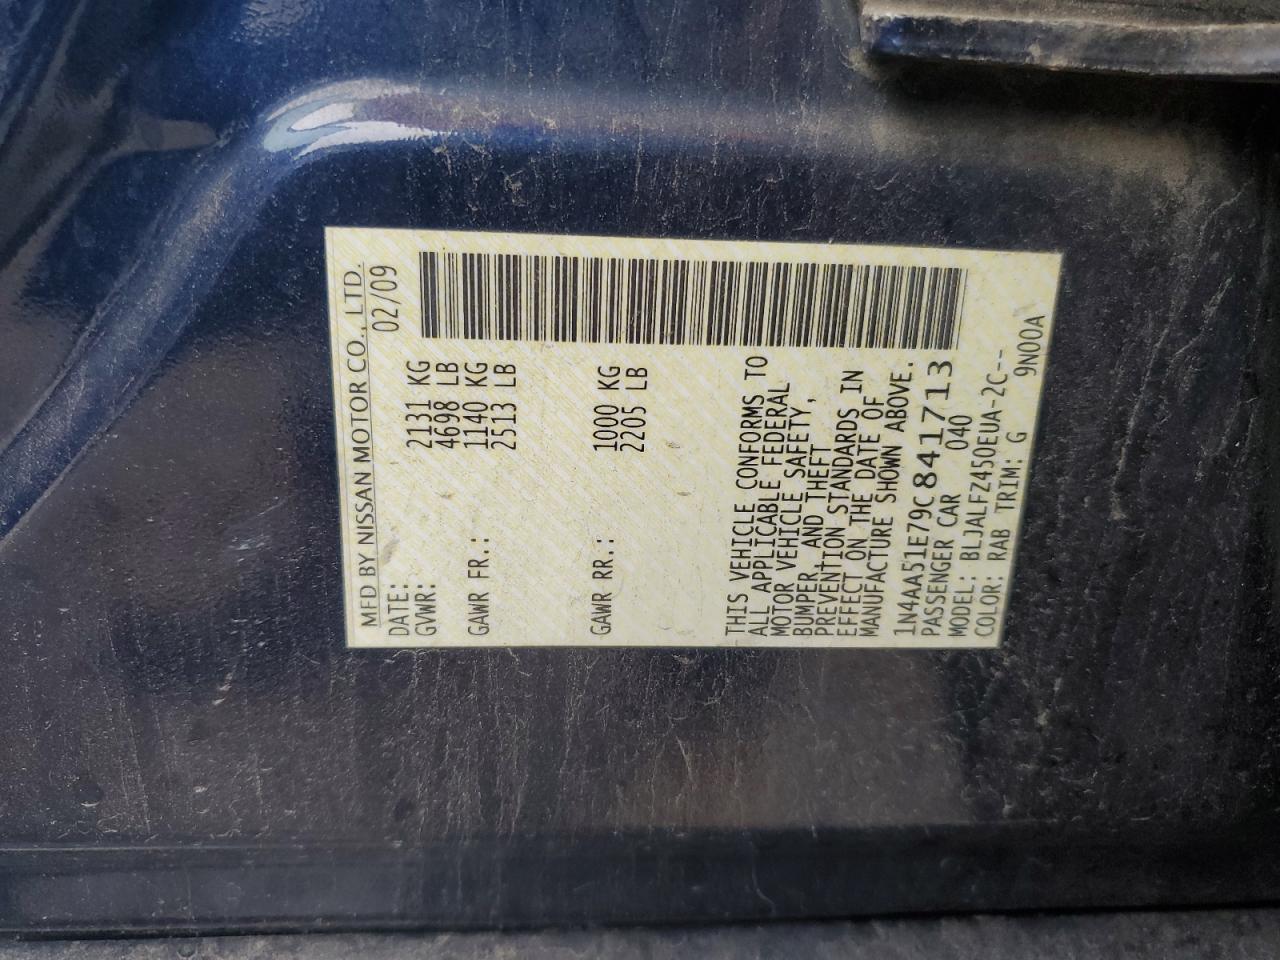 MFD BY NISSAN MOTOR CO., LTD.
DATE: 02/09
GVWR: 2131 KG
4698 LB
GAWR FR.: 1140 KG
2513 LB
GAWR RR.: 1000 KG
2205 LB
THIS VEHICLE CONFORMS TO
ALL APPLICABLE FEDERAL
MOTOR VEHICLE SAFETY,
BUMPER, AND THEFT
PREVENTION STANDARDS IN
EFFECT ON THE DATE OF
MANUFACTURE SHOWN ABOVE.
1N4AA51E79C841713
PASSENGER CAR 040
MODEL: BLJALFZ450EUA-2C--
COLOR: RAB TRIM: G 9N00A